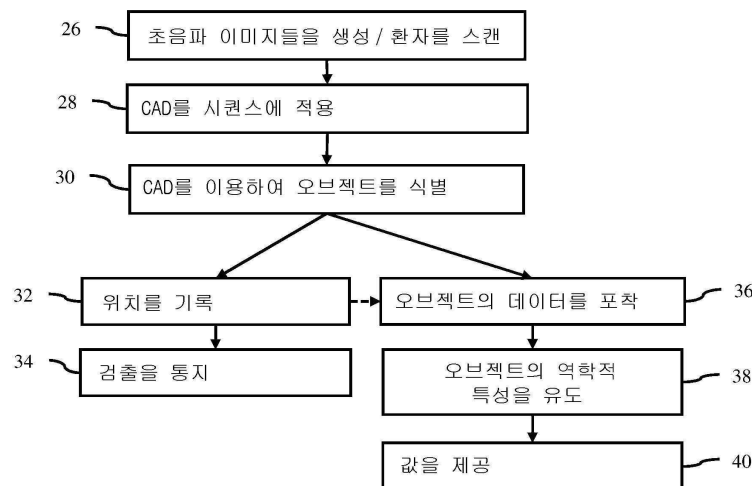 26
초음파 이미지들을 생성 / 환자를 스캔
28
CAD를 시퀀스에 적용
30
CAD를 이용하여 오브젝트를 식별
32
위치를 기록
오브젝트의 데이터를 포착
36
34
검출을 통지
오브젝트의 역학적
특성을 유도
38
값을 제공
40